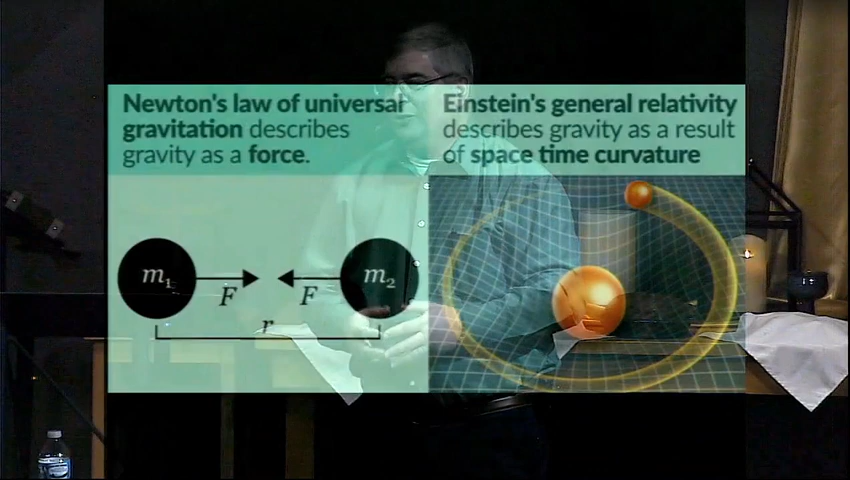 Newton's law of universal
gravitation describes
gravity as a force.
Einstein's general relativity
describes gravity as a result
of space time curvature
m₁
F
F
m₂
r